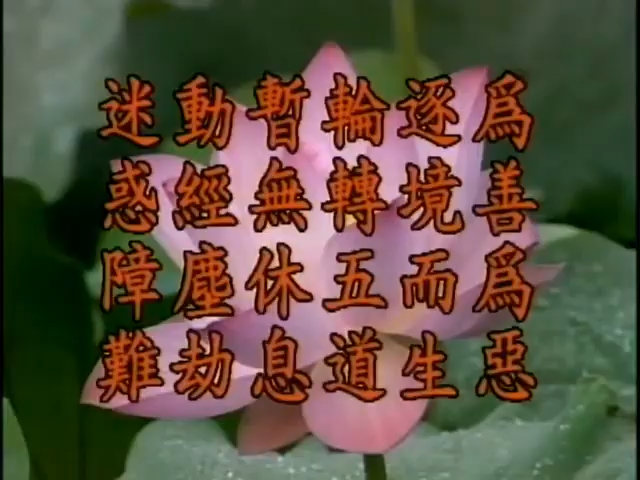 為善為惡
逐境而生
輪轉五道
暫無休息
動經塵劫
迷惑障難